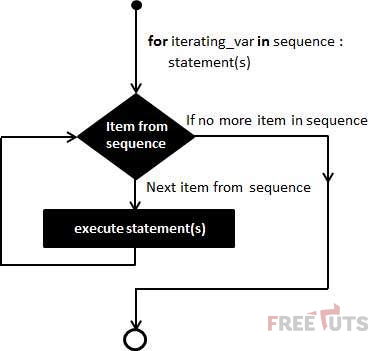 for iterating_var in sequence :
statement(s)
Item from
sequence
If no more item in sequence
Next item from sequence
execute statement(s)
FREETUTS